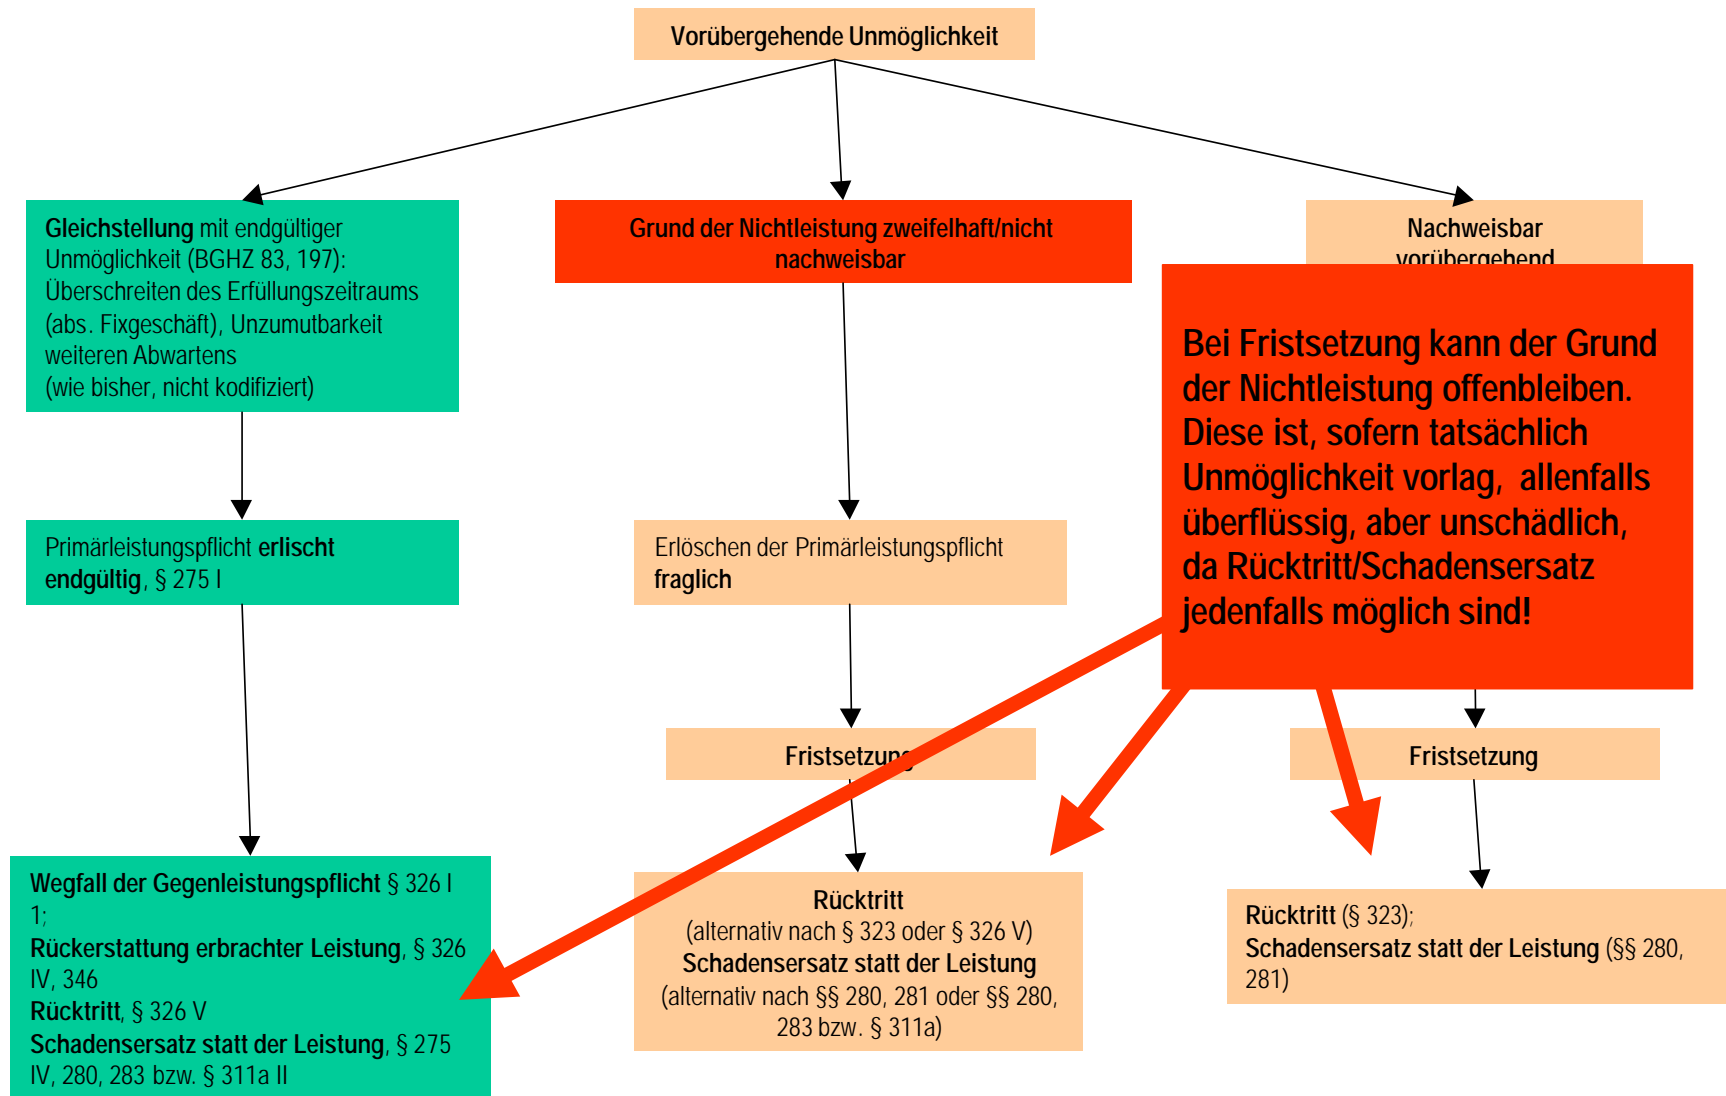 Vorübergehende Unmöglichkeit
Gleichstellung mit endgültiger
Unmöglichkeit (BGHZ 83, 197):
Überschreiten des Erfüllungszeitraums
(abs. Fixgeschäft), Unzumutbarkeit
weiteren Abwartens
(wie bisher, nicht kodifiziert)
Grund der Nichtleistung zweifelhaft/nicht
nachweisbar
Nachweisbar
vorübergehend
Bei Fristsetzung kann der Grund
der Nichtleistung offenbleiben.
Diese ist, sofern tatsächlich
Unmöglichkeit vorlag, allenfalls
überflüssig, aber unschädlich,
da Rücktritt/Schadensersatz
jedenfalls möglich sind!
Primärleistungspflicht erlischt
endgültig, § 275 I
Erlöschen der Primärleistungspflicht
fraglich
Fristsetzung
Fristsetzung
Wegfall der Gegenleistungspflicht § 326 I
1;
Rückerstattung erbrachter Leistung, § 326
IV, 346
Rücktritt, § 326 V
Schadensersatz statt der Leistung, § 275
IV, 280, 283 bzw. § 311a II
Rücktritt
(alternativ nach § 323 oder § 326 V)
Schadensersatz statt der Leistung
(alternativ nach §§ 280, 281 oder §§ 280,
283 bzw. § 311a)
Rücktritt (§ 323);
Schadensersatz statt der Leistung (§§ 280,
281)